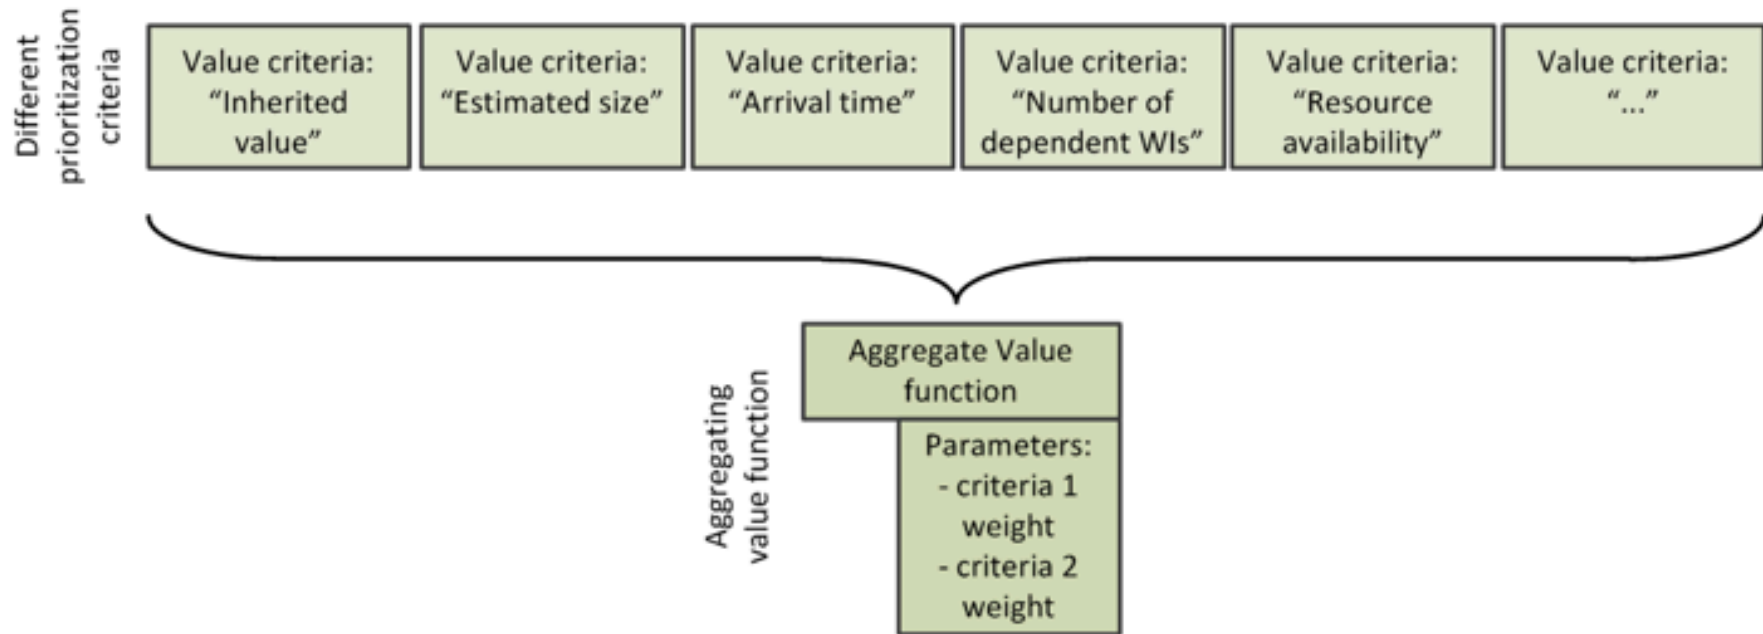 Different
prioritization
criteria
Value criteria:
“Inherited
value”
Value criteria:
“Estimated size”
Value criteria:
“Arrival time”
Value criteria:
“Number of
dependent WIs”
Value criteria:
“Resource
availability”
Value criteria:
“...”
Aggregating
value function
Aggregate Value
function
Parameters:
- criteria 1
weight
- criteria 2
weight